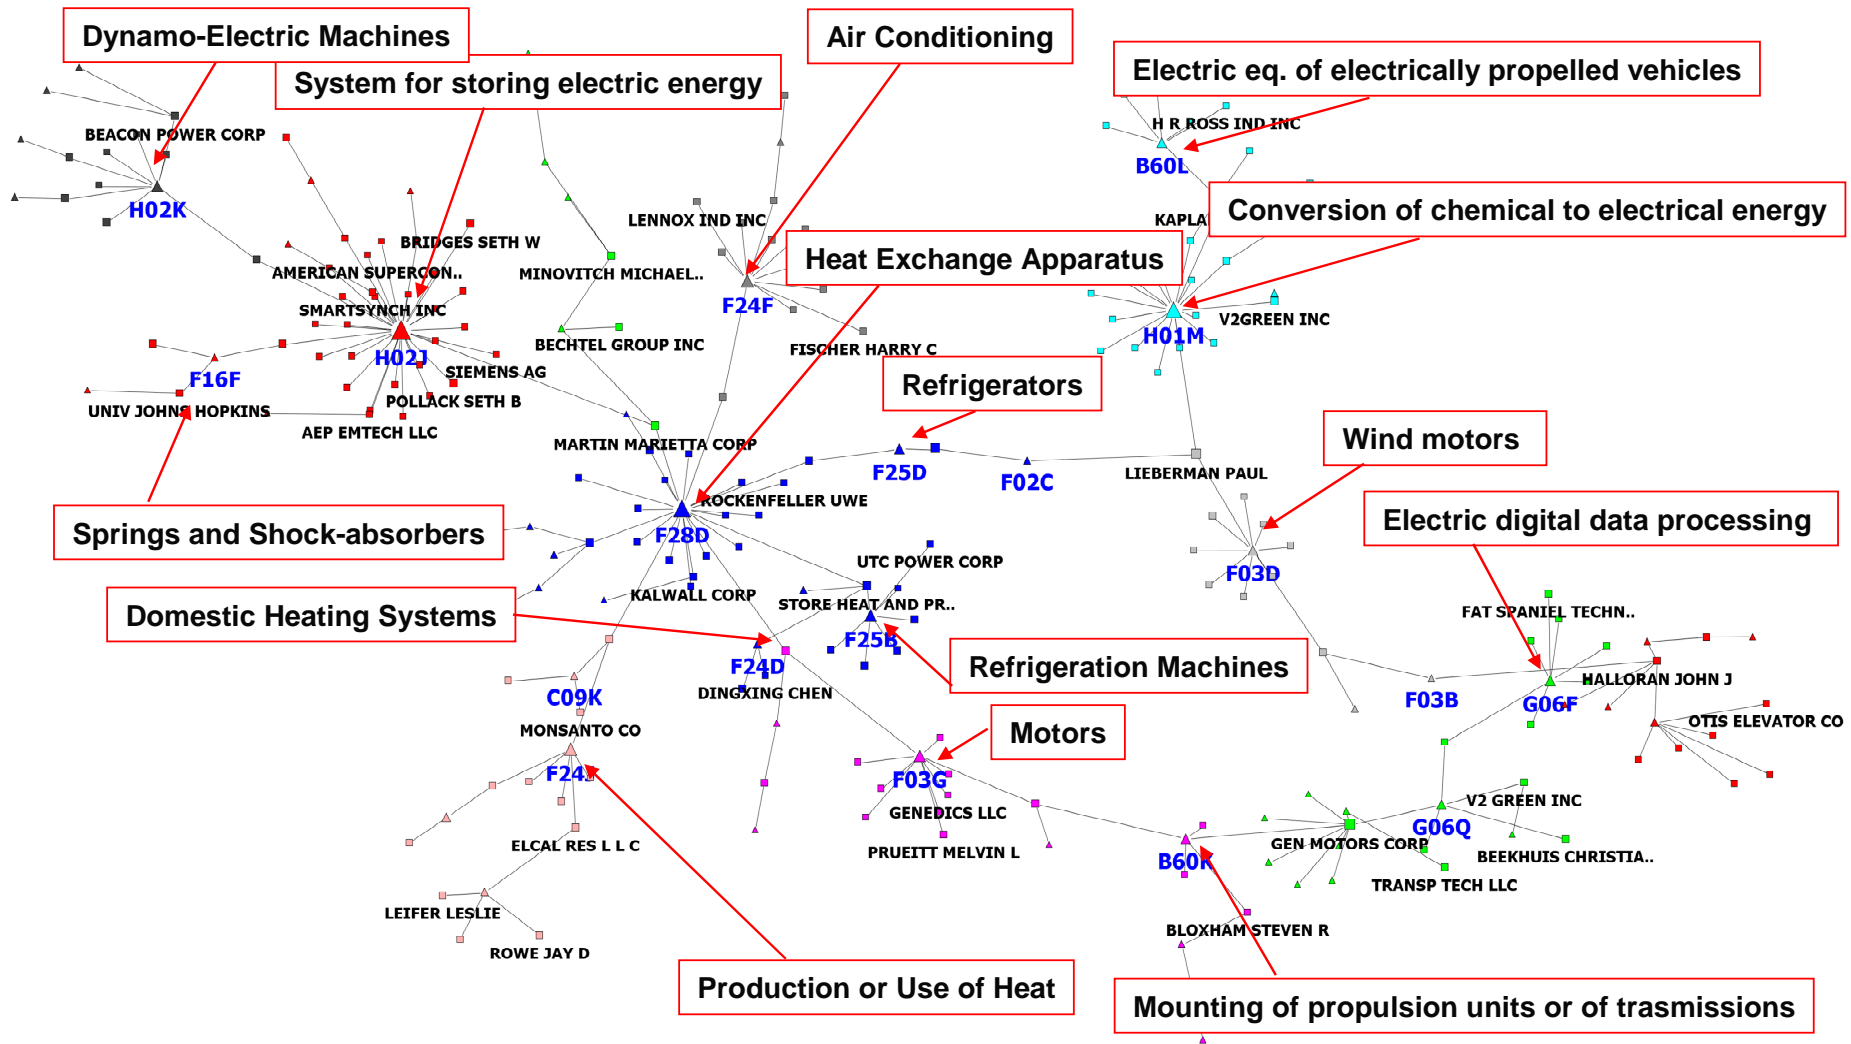 Dynamo-Electric Machines
Air Conditioning
System for storing electric energy
Electric eq. of electrically propelled vehicles
BEACON POWER CORP
H R ROSS IND INC
B60L
H02K
LENNOX IND INC
KAPLA
Conversion of chemical to electrical energy
BRIDGES SETH W
AMERICAN SUPERCON..
MINOVITCH MICHAEL..
Heat Exchange Apparatus
SMARTSYNCH INC
F24F
V2GREEN INC
H01M
BECHTEL GROUP INC
FISCHER HARRY C
H02J
SIEMENS AG
F16F
Refrigerators
POLLACK SETH B
UNIV JOHNS HOPKINS
AEP EMTECH LLC
MARTIN MARIETTA CORP
Wind motors
F25D
F02C
LIEBERMAN PAUL
ROCKENFELLER UWE
Springs and Shock-absorbers
Electric digital data processing
F28D
UTC POWER CORP
F03D
KALWALL CORP
STORE HEAT AND PR..
FAT SPANIEL TECHN..
Domestic Heating Systems
F25B
F24D
Refrigeration Machines
DINGXING CHEN
HALLORAN JOHN J
C09K
F03B
G06F
OTIS ELEVATOR CO
MONSANTO CO
Motors
F24J
F03G
GENEDICS LLC
V2 GREEN INC
G06Q
ELCAL RES L L C
PRUEITT MELVIN L
B60K
GEN MOTORS CORP
BEEKHUIS CHRISTIA..
TRANSP TECH LLC
LEIFER LESLIE
BLOXHAM STEVEN R
ROWE JAY D
Production or Use of Heat
Mounting of propulsion units or of trasmissions